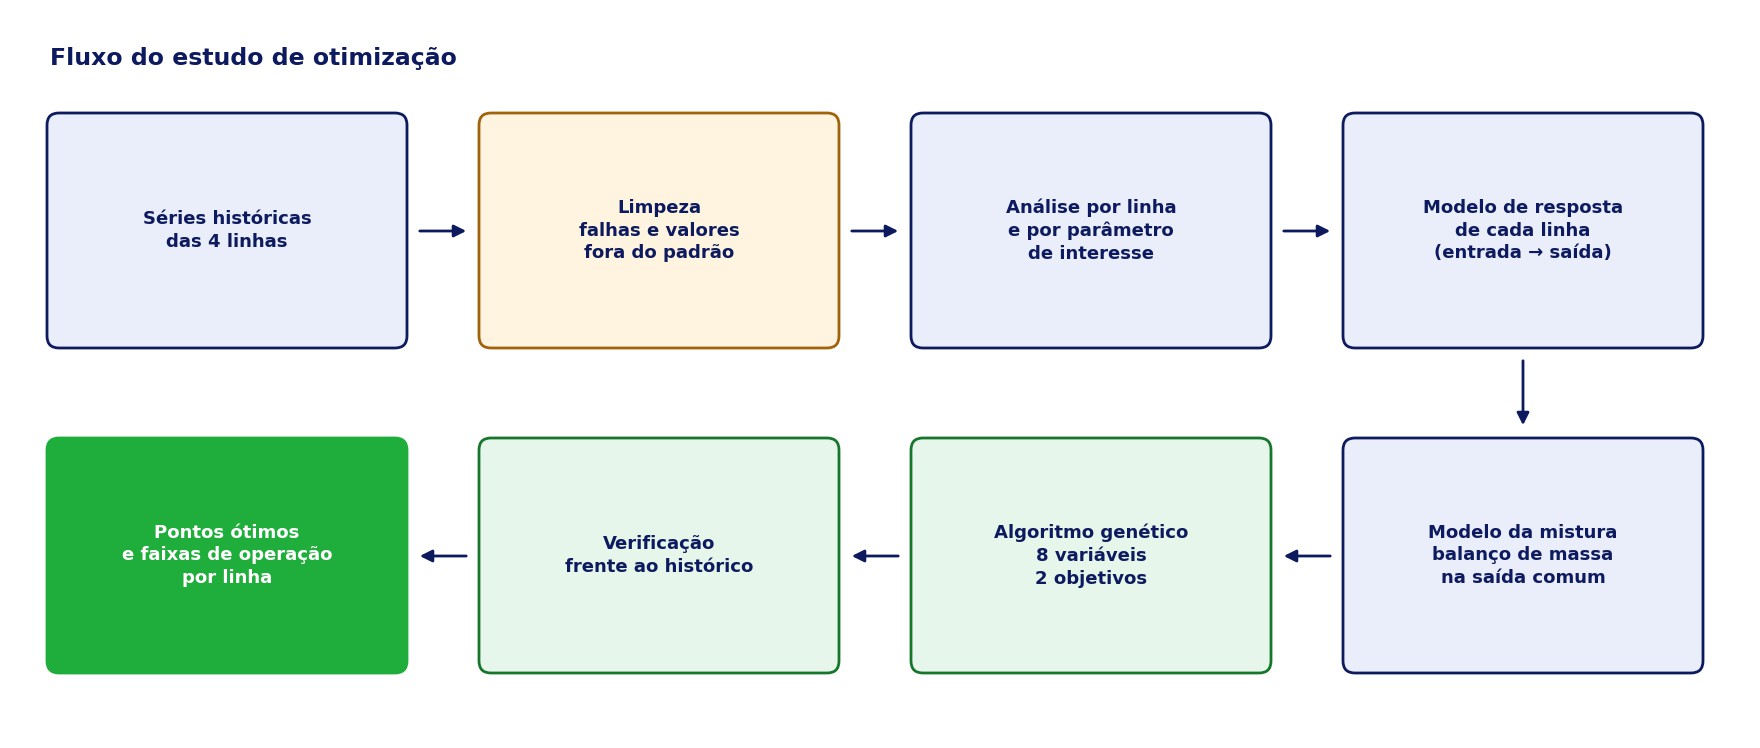 Fluxo do estudo de otimização
Séries históricas
das 4 linhas
Limpeza
falhas e valores
fora do padrão
Análise por linha
e por parâmetro
de interesse
Modelo de resposta
de cada linha
(entrada → saída)
Pontos ótimos
e faixas de operação
por linha
Verificação
frente ao histórico
Algoritmo genético
8 variáveis
2 objetivos
Modelo da mistura
balanço de massa
na saída comum